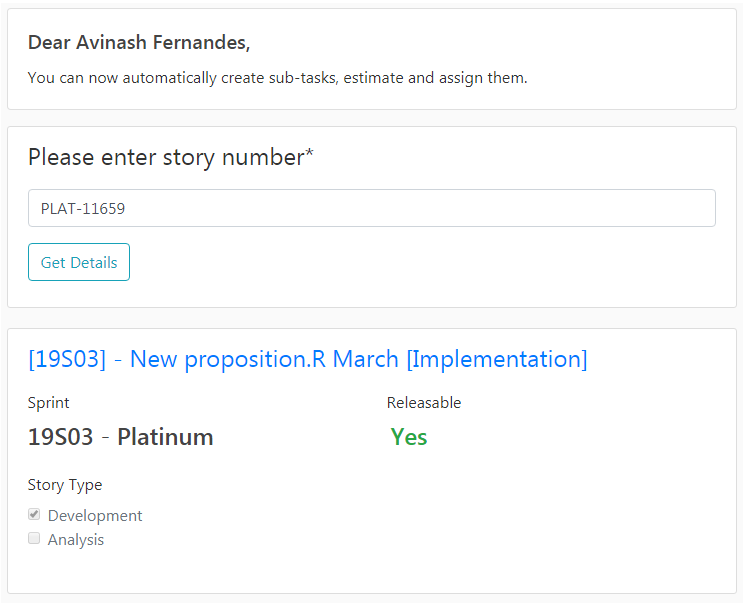 Dear Avinash Fernandes,
You can now automatically create sub-tasks, estimate and assign them.
Please enter story number*
PLAT-11659
Get Details
[19S03] - New proposition.R March [Implementation]
Sprint
Releasable
19S03 - Platinum
Yes
Story Type
Development
Analysis